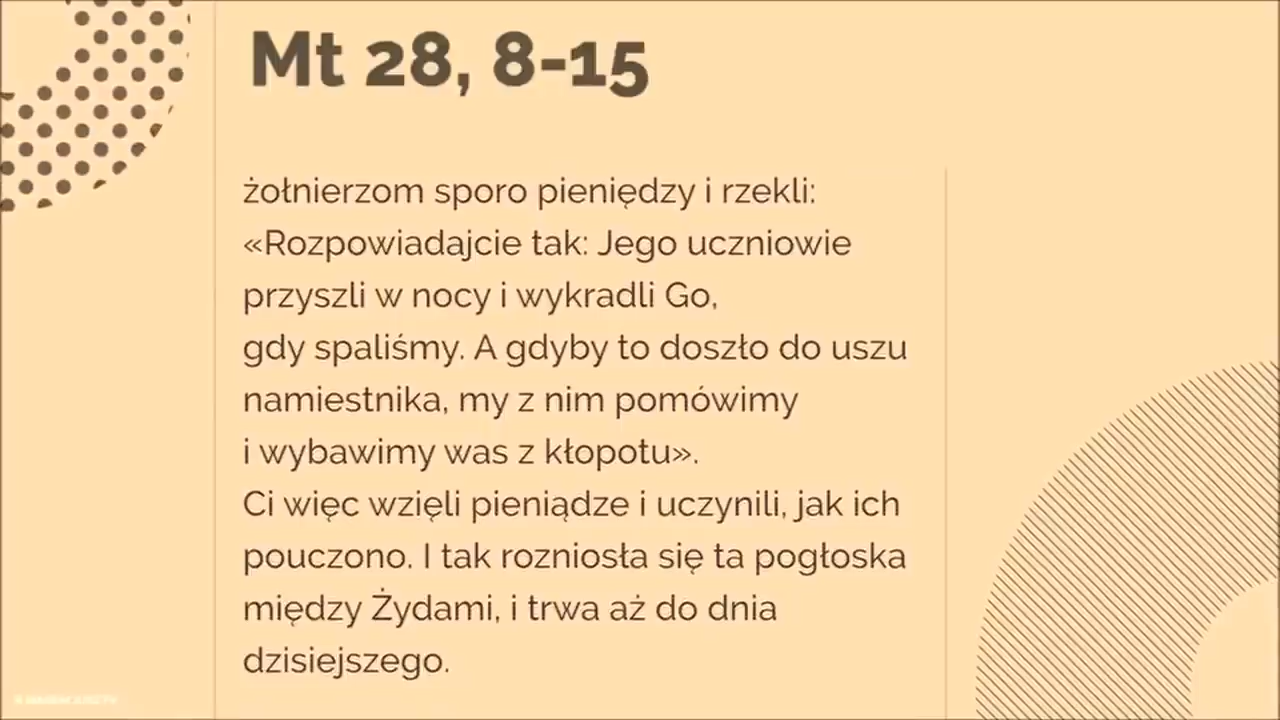 Mt 28, 8-15
żołnierzom sporo pieniędzy i rzekli:
«Rozpowiadajcie tak: Jego uczniowie
przyszli w nocy i wykradli Go,
gdy spaliśmy. A gdyby to doszło do uszu
namiestnika, my z nim pomówimy
i wybawimy was z kłopotu».
Ci więc wzięli pieniądze i uczynili, jak ich
pouczono. I tak rozniosła się ta pogłoska
między Żydami, i trwa aż do dnia
dzisiejszego.